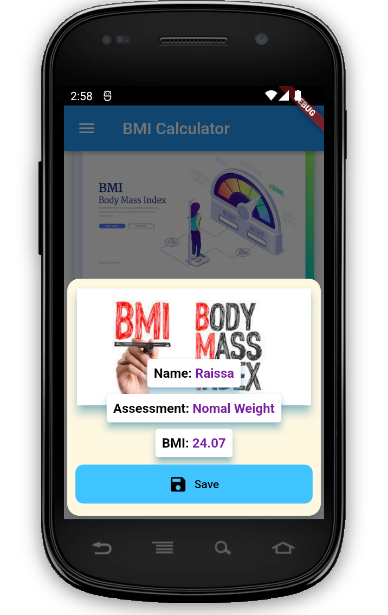 2:58
DEBUG
BMI Calculator
BMI
Body Mass Index
BMI
BODY
MASS
INDEX
Name: Raissa
Assessment: Nomal Weight
BMI: 24.07
Save